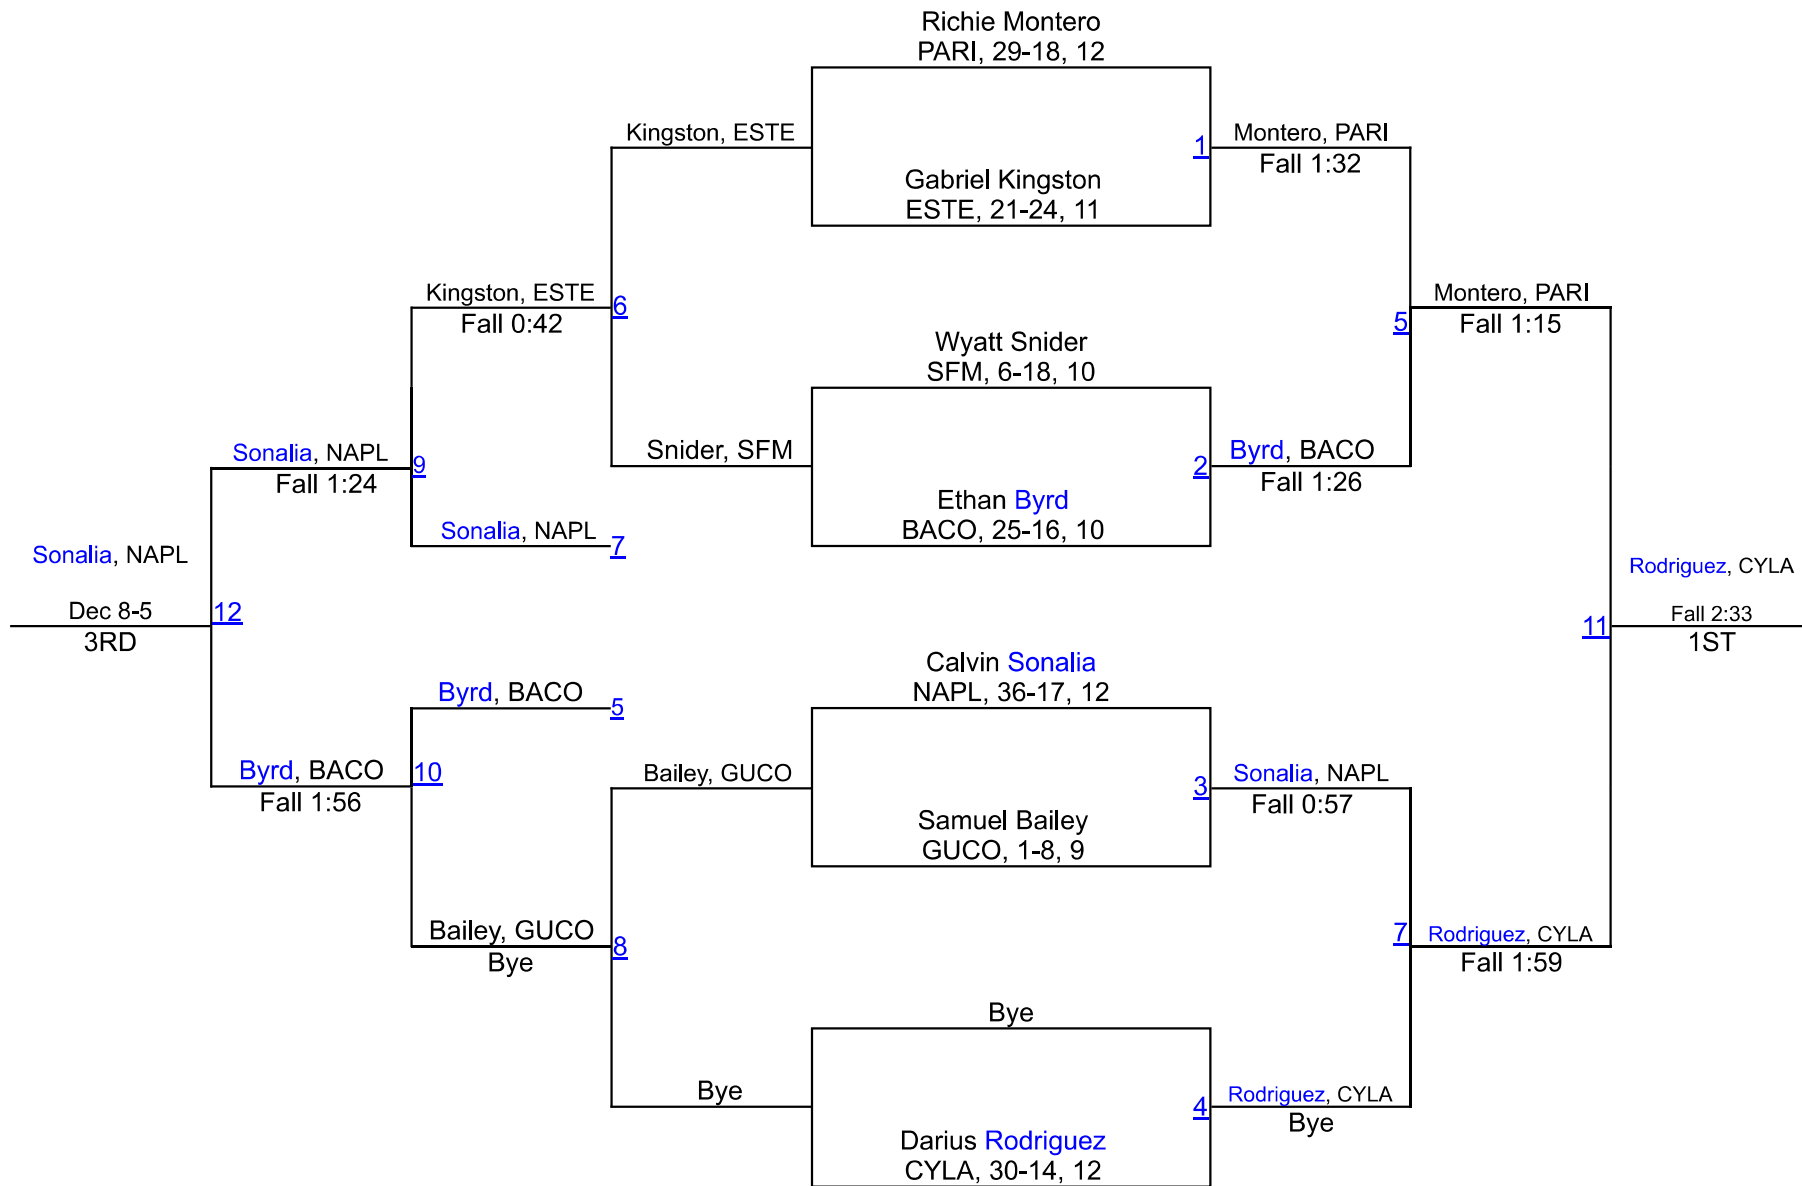 Richie Montero
PARI, 29-18, 12
Kingston, ESTE
1
Montero, PARI
Fall 1:32
Gabriel Kingston
ESTE, 21-24, 11
Kingston, ESTE
Fall 0:42
6
Montero, PARI
Fall 1:15
5
Wyatt Snider
SFM, 6-18, 10
Sonalia, NAPL
Fall 1:24
9
Snider, SFM
2
Byrd, BACO
Fall 1:26
Ethan Byrd
BACO, 25-16, 10
Sonalia, NAPL
7
Sonalia, NAPL
Dec 8-5
3RD
12
Rodriguez, CYLA
Fall 2:33
1ST
11
Calvin Sonalia
NAPL, 36-17, 12
Byrd, BACO
5
Byrd, BACO
Fall 1:56
10
Bailey, GUCO
3
Sonalia, NAPL
Fall 0:57
Samuel Bailey
GUCO, 1-8, 9
Bailey, GUCO
Bye
8
7
Rodriguez, CYLA
Fall 1:59
Bye
Bye
4
Rodriguez, CYLA
Bye
Darius Rodriguez
CYLA, 30-14, 12